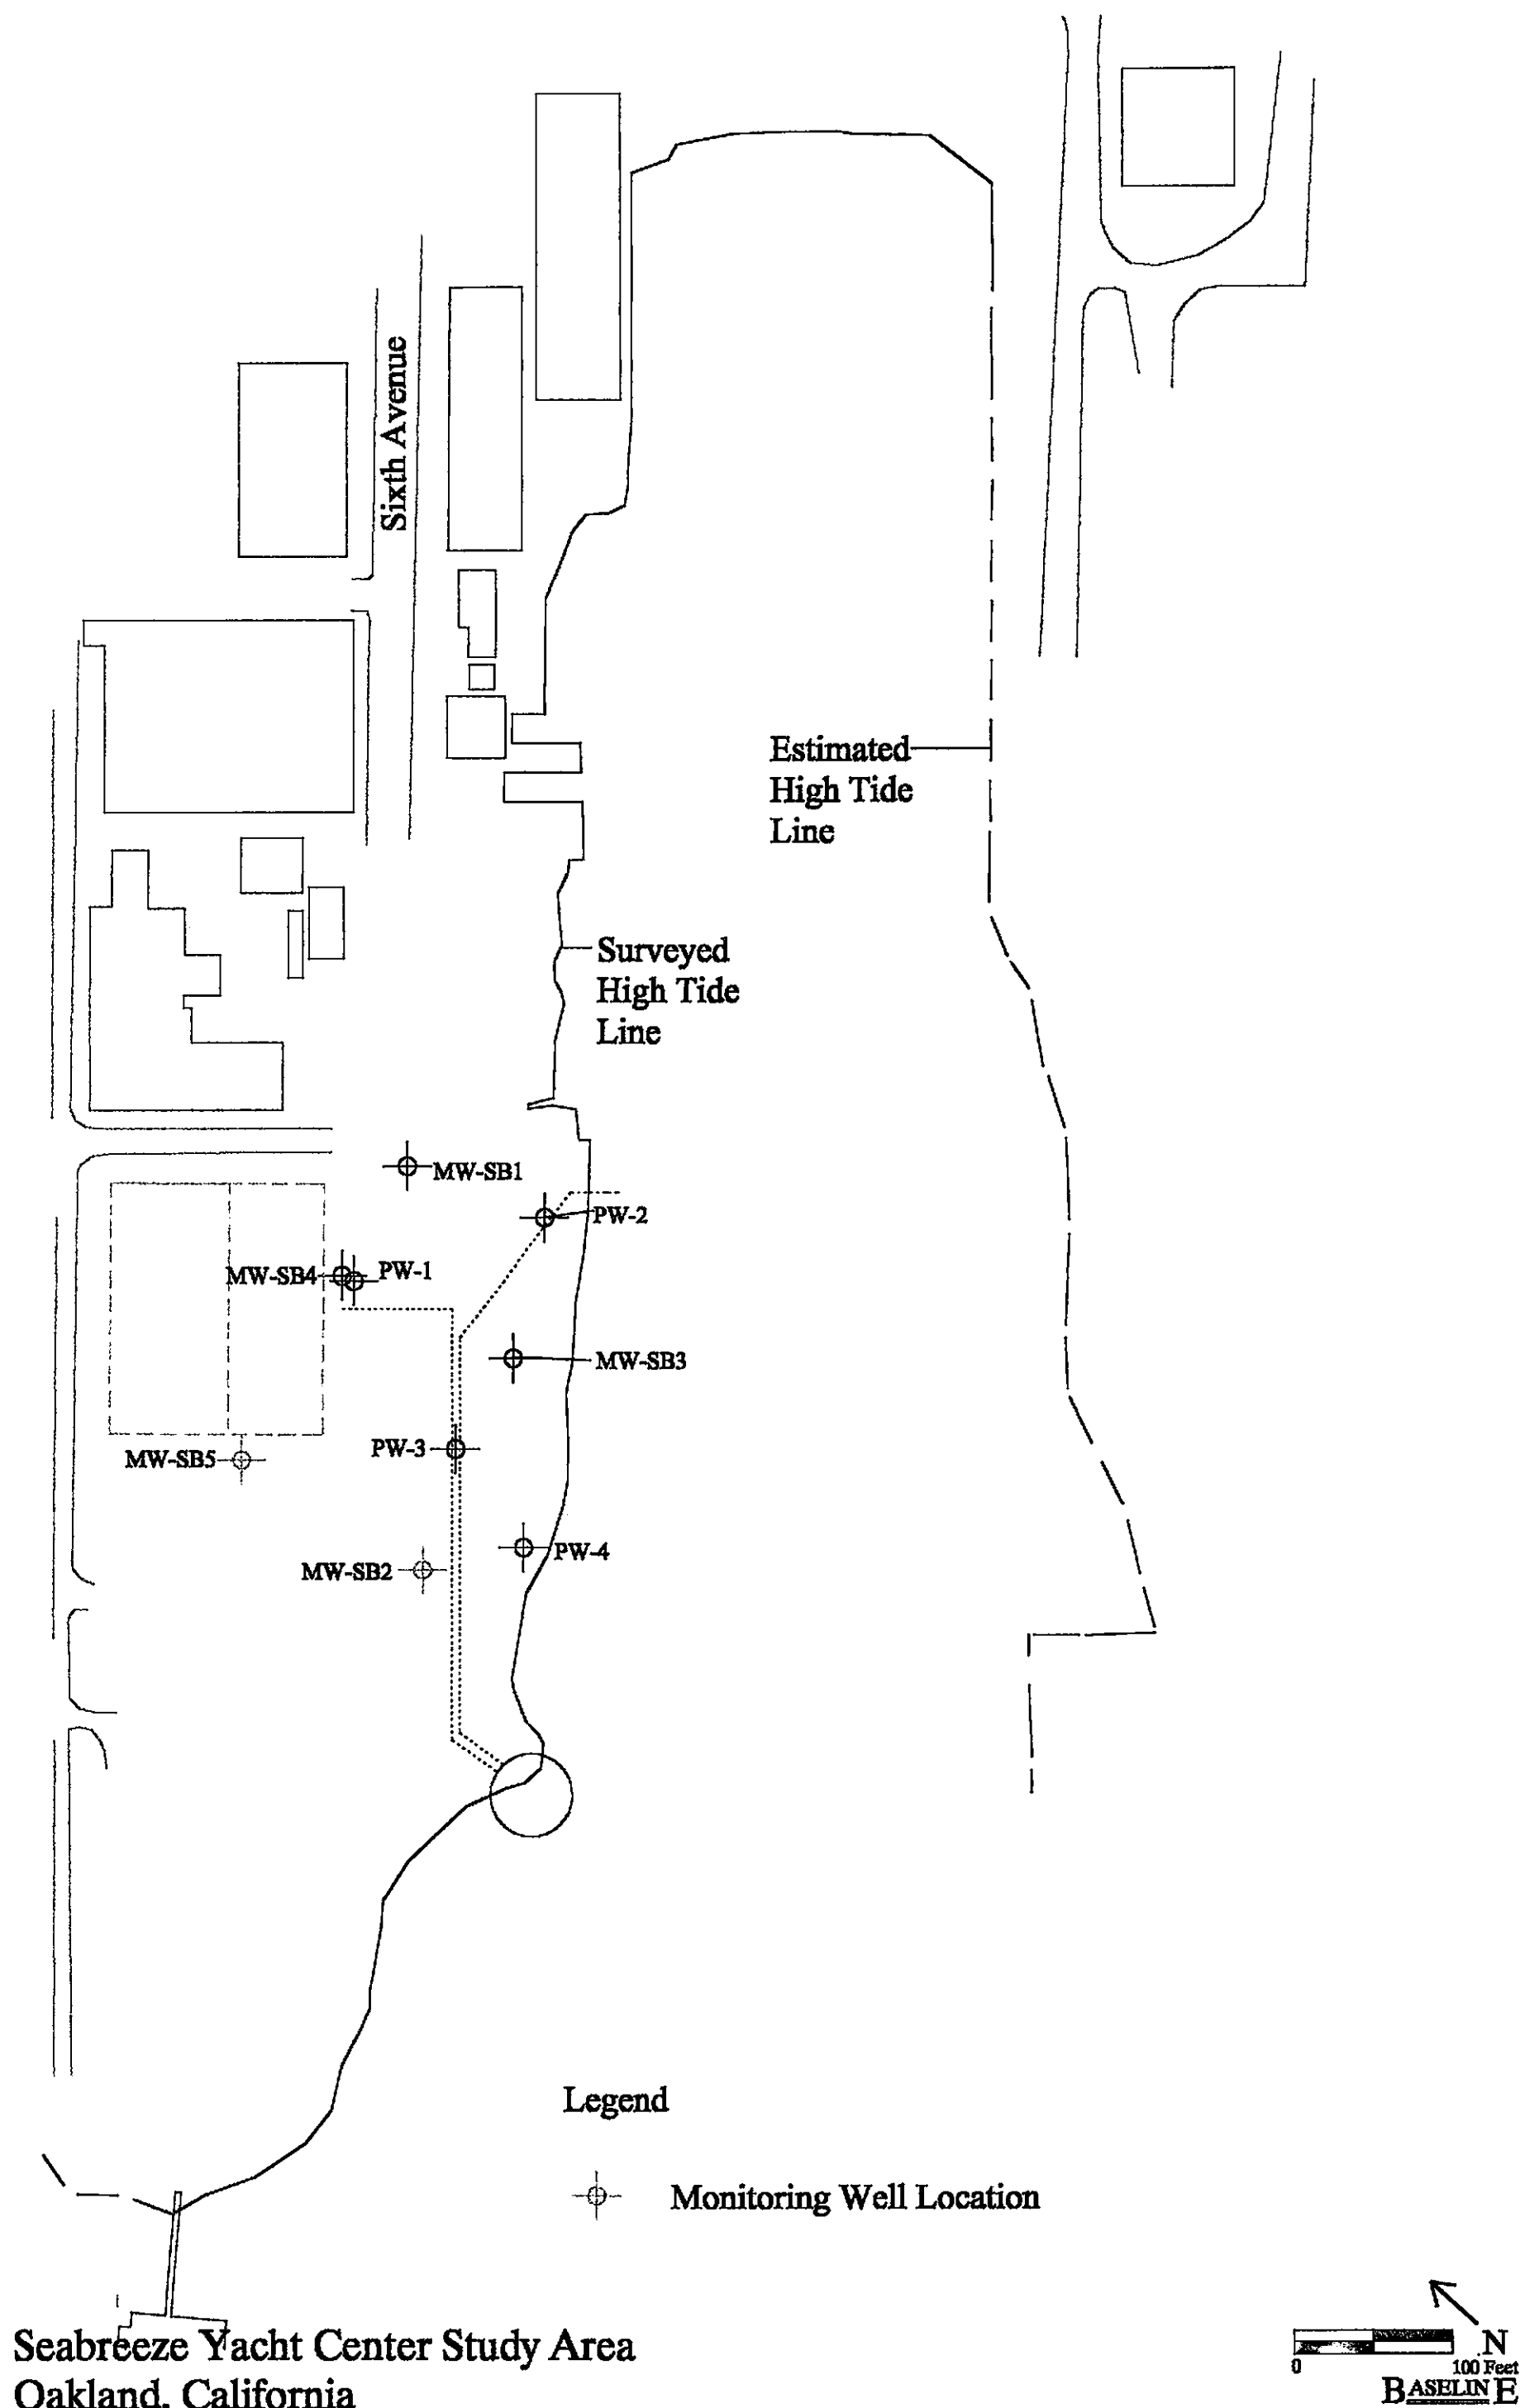 Sixth Avenue
Estimated
High Tide
Line
Surveyed
High Tide
Line
MW-SB1
PW-2
MW-SB4
PW-1
MW-SB3
PW-3
MW-SB5
PW-4
MW-SB2
Legend
Monitoring Well Location
Seabreeze Yacht Center Study Area
Oakland, California
N
0 100 Feet
BASELINE